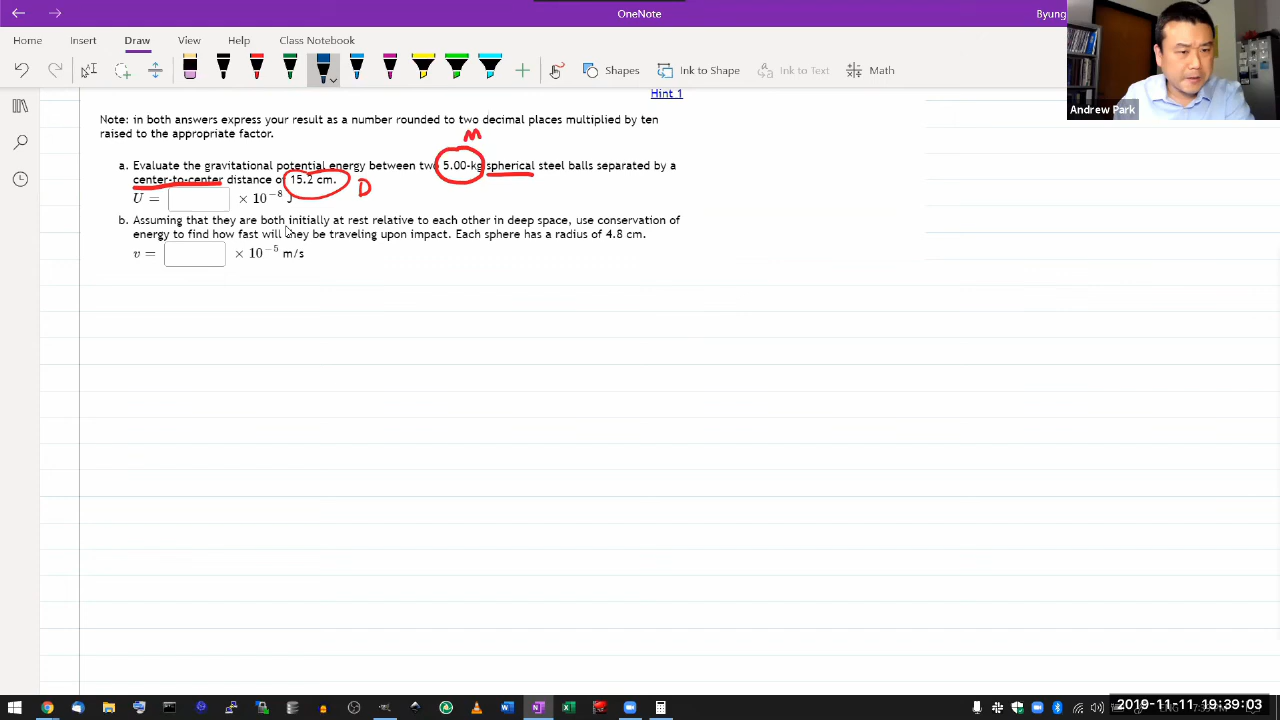 OneNote
Byung
Home Insert Draw View Help Class Notebook
Shapes Ink to Shape Ink to Text Math
Andrew Park
Hint 1
Note: in both answers express your result as a number rounded to two decimal places multiplied by ten
raised to the appropriate factor.
M
a. Evaluate the gravitational potential energy between two 5.00-kg spherical steel balls separated by a
center-to-center distance of 15.2 cm.
D
U = × 10⁻⁸ J
b. Assuming that they are both initially at rest relative to each other in deep space, use conservation of
energy to find how fast will they be traveling upon impact. Each sphere has a radius of 4.8 cm.
v = × 10⁻⁵ m/s
2019-11-11 19:39:03